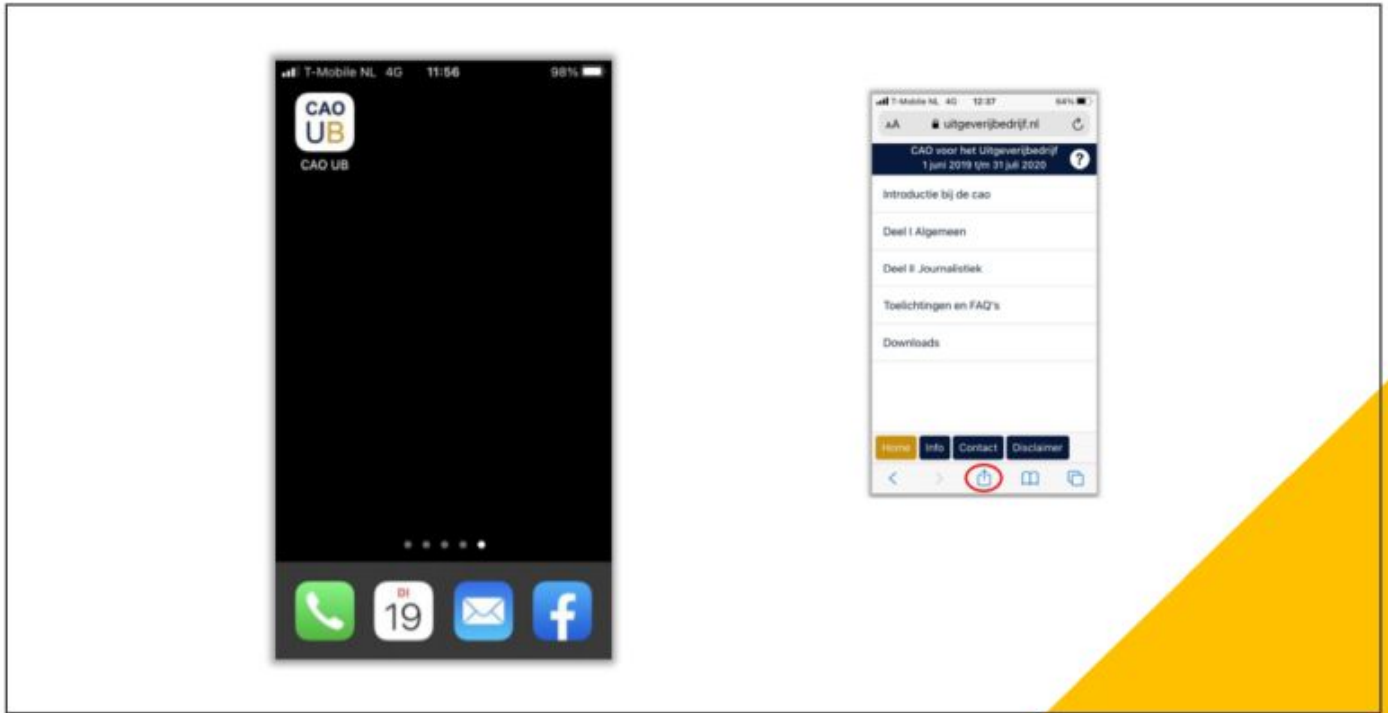 T-Mobile NL 4G 11:56 98%
CAO
UB
CAO UB
DI
19
T-Mobile NL 4G 12:37 64%
AA uitgeverijbedrijf.nl
CAO voor het Uitgeverijbedrijf
1 juni 2019 t/m 31 juli 2020
?
Introductie bij de cao
Deel I Algemeen
Deel II Journalistiek
Toelichtingen en FAQ's
Downloads
Home Info Contact Disclaimer